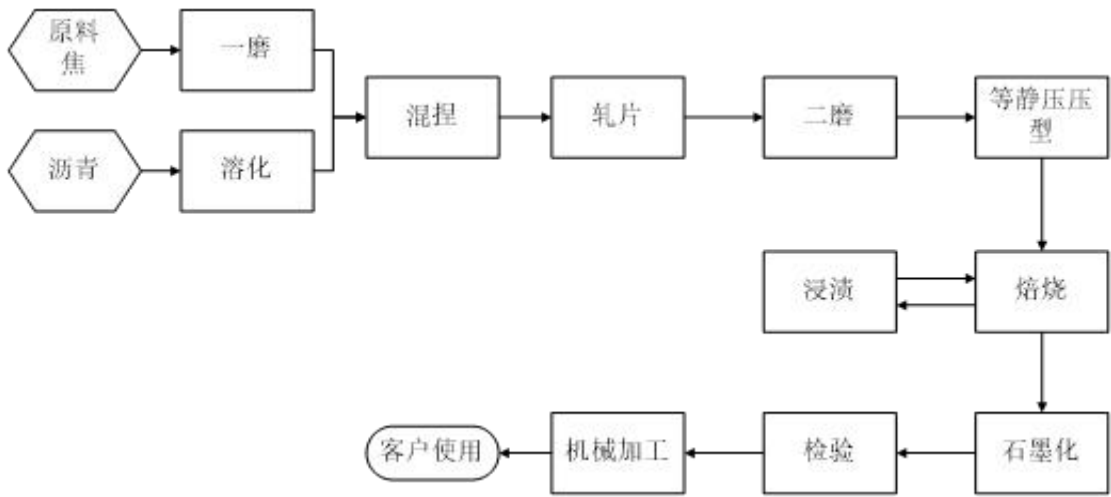 原料
焦
一磨
沥青
溶化
混捏
轧片
二磨
等静压压
型
浸渍
焙烧
客户使用
机械加工
检验
石墨化